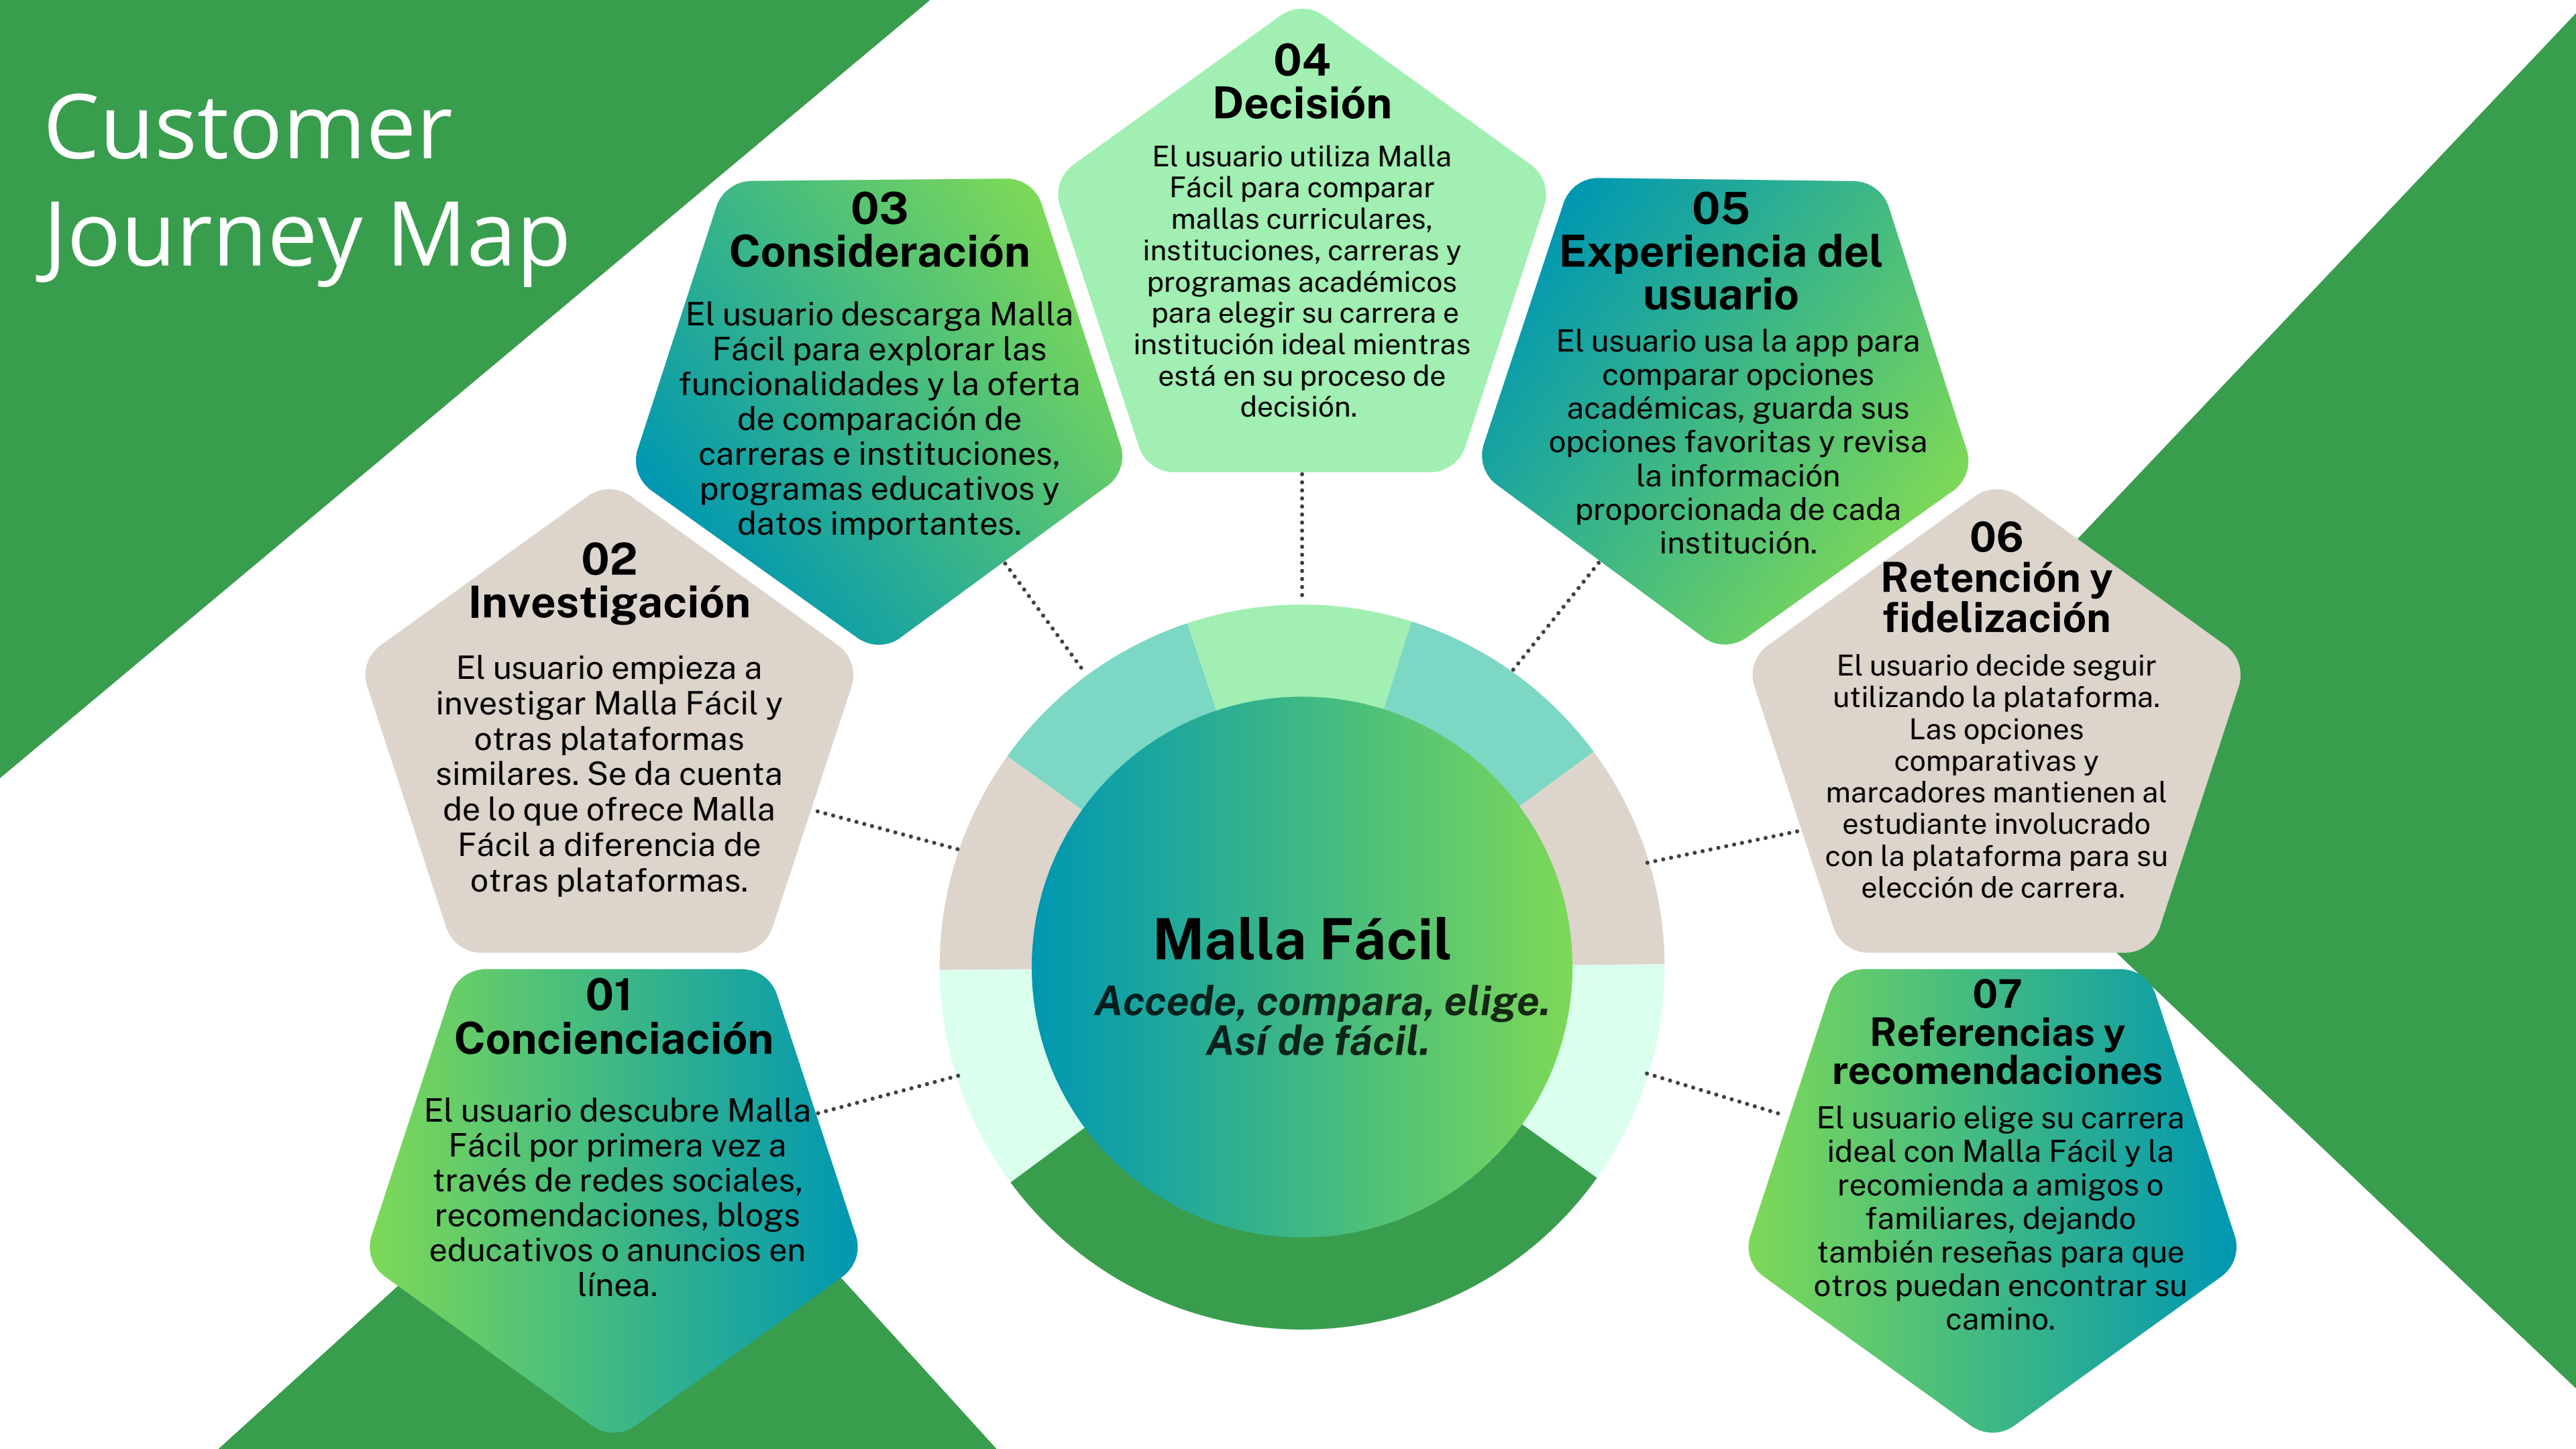 Customer
Journey Map
01
Concienciación
El usuario descubre Malla
Fácil por primera vez a
través de redes sociales,
recomendaciones, blogs
educativos o anuncios en
línea.
02
Investigación
El usuario empieza a
investigar Malla Fácil y
otras plataformas
similares. Se da cuenta
de lo que ofrece Malla
Fácil a diferencia de
otras plataformas.
03
Consideración
El usuario descarga Malla
Fácil para explorar las
funcionalidades y la oferta
de comparación de
carreras e instituciones,
programas educativos y
datos importantes.
04
Decisión
El usuario utiliza Malla
Fácil para comparar
mallas curriculares,
instituciones, carreras y
programas académicos
para elegir su carrera e
institución ideal mientras
está en su proceso de
decisión.
05
Experiencia del
usuario
El usuario usa la app para
comparar opciones
académicas, guarda sus
opciones favoritas y revisa
la información
proporcionada de cada
institución.
06
Retención y
fidelización
El usuario decide seguir
utilizando la plataforma.
Las opciones
comparativas y
marcadores mantienen al
estudiante involucrado
con la plataforma para su
elección de carrera.
07
Referencias y
recomendaciones
El usuario elige su carrera
ideal con Malla Fácil y la
recomienda a amigos o
familiares, dejando
también reseñas para que
otros puedan encontrar su
camino.
Malla Fácil
Accede, compara, elige.
Así de fácil.